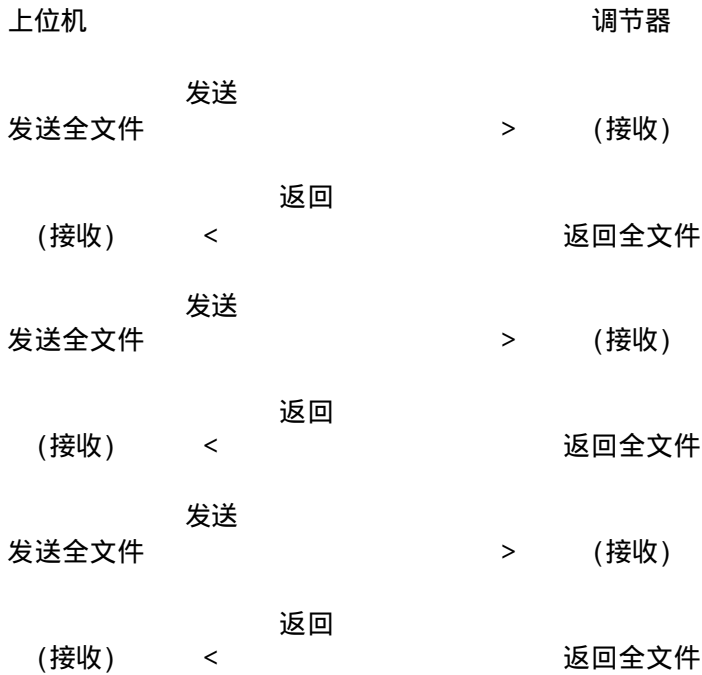 上位机 调节器
发送
发送全文件 > (接收)
返回
(接收) < 返回全文件
发送
发送全文件 > (接收)
返回
(接收) < 返回全文件
发送
发送全文件 > (接收)
返回
(接收) < 返回全文件